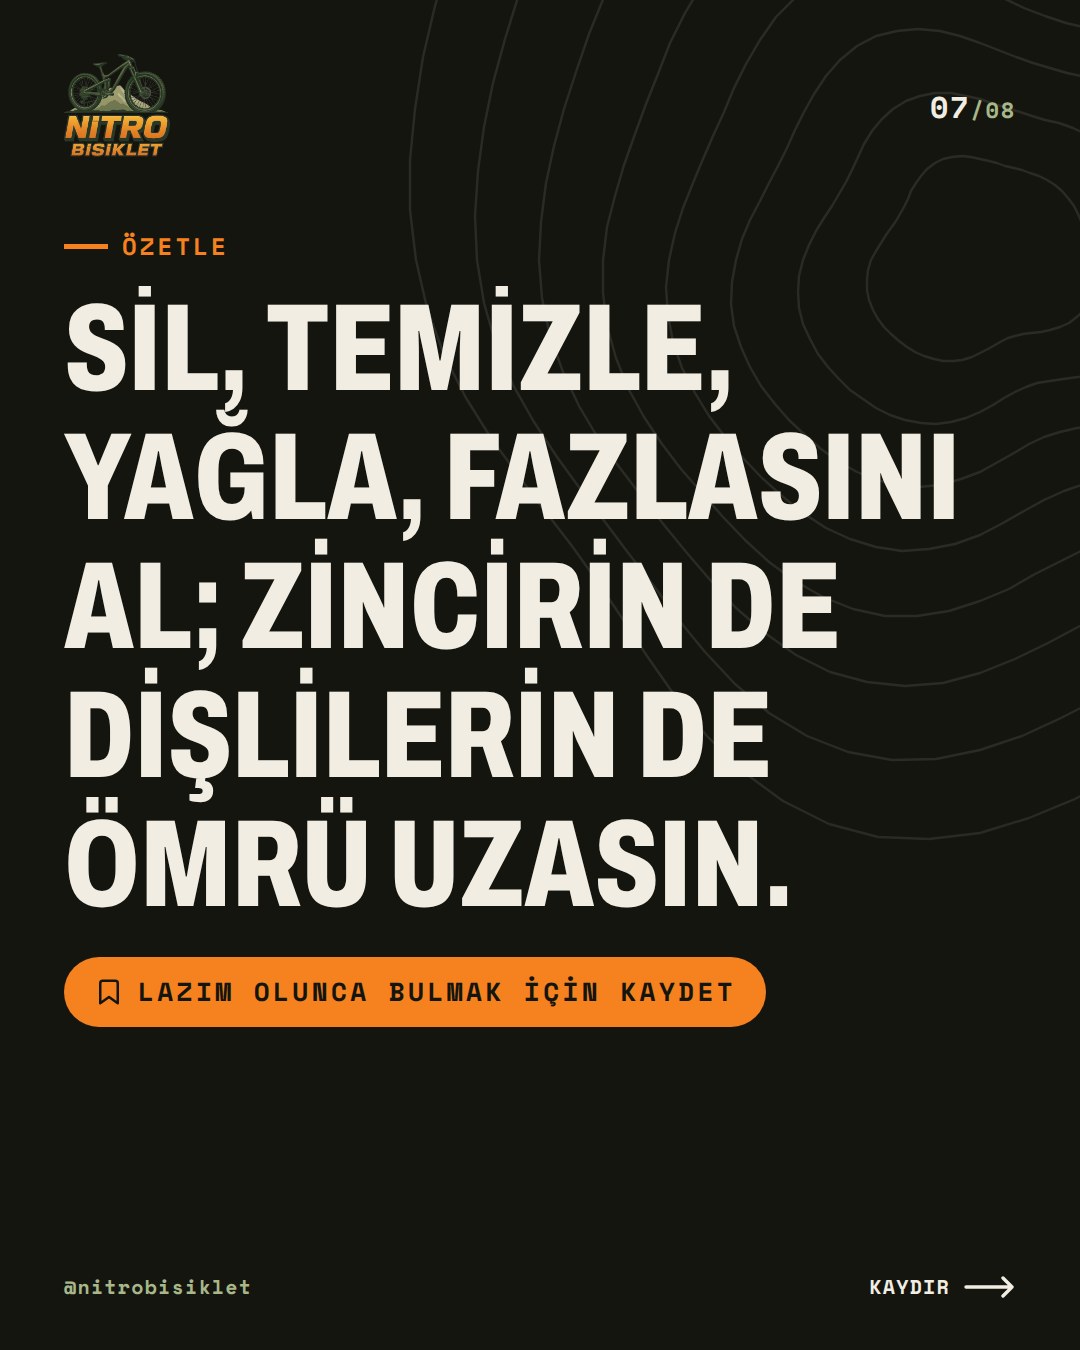 NiTRO
BISIKLET
07/08
ÖZETLE
SİL, TEMİZLE,
YAĞLA, FAZLASINI
AL; ZİNCİRİN DE
DİŞLİLERİN DE
ÖMRÜ UZASIN.
LAZIM OLUNCA BULMAK İÇİN KAYDET
@nitrobisiklet
KAYDIR